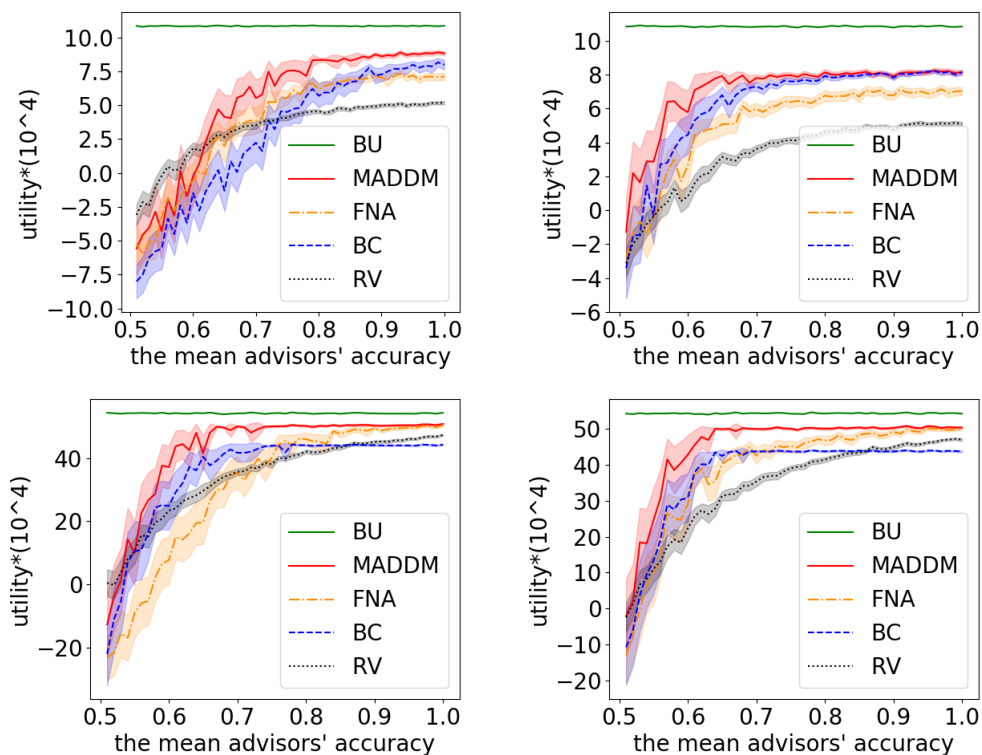 utility*(10^4)
10.0
7.5
5.0
2.5
0.0
−2.5
−5.0
−7.5
−10.0
BU
MADDM
FNA
BC
RV
0.5 0.6 0.7 0.8 0.9 1.0
the mean advisors' accuracy
utility*(10^4)
10
8
6
4
2
0
−2
−4
−6
BU
MADDM
FNA
BC
RV
0.5 0.6 0.7 0.8 0.9 1.0
the mean advisors' accuracy
utility*(10^4)
40
20
0
−20
BU
MADDM
FNA
BC
RV
0.5 0.6 0.7 0.8 0.9 1.0
the mean advisors' accuracy
utility*(10^4)
50
40
30
20
10
0
−10
−20
BU
MADDM
FNA
BC
RV
0.5 0.6 0.7 0.8 0.9 1.0
the mean advisors' accuracy